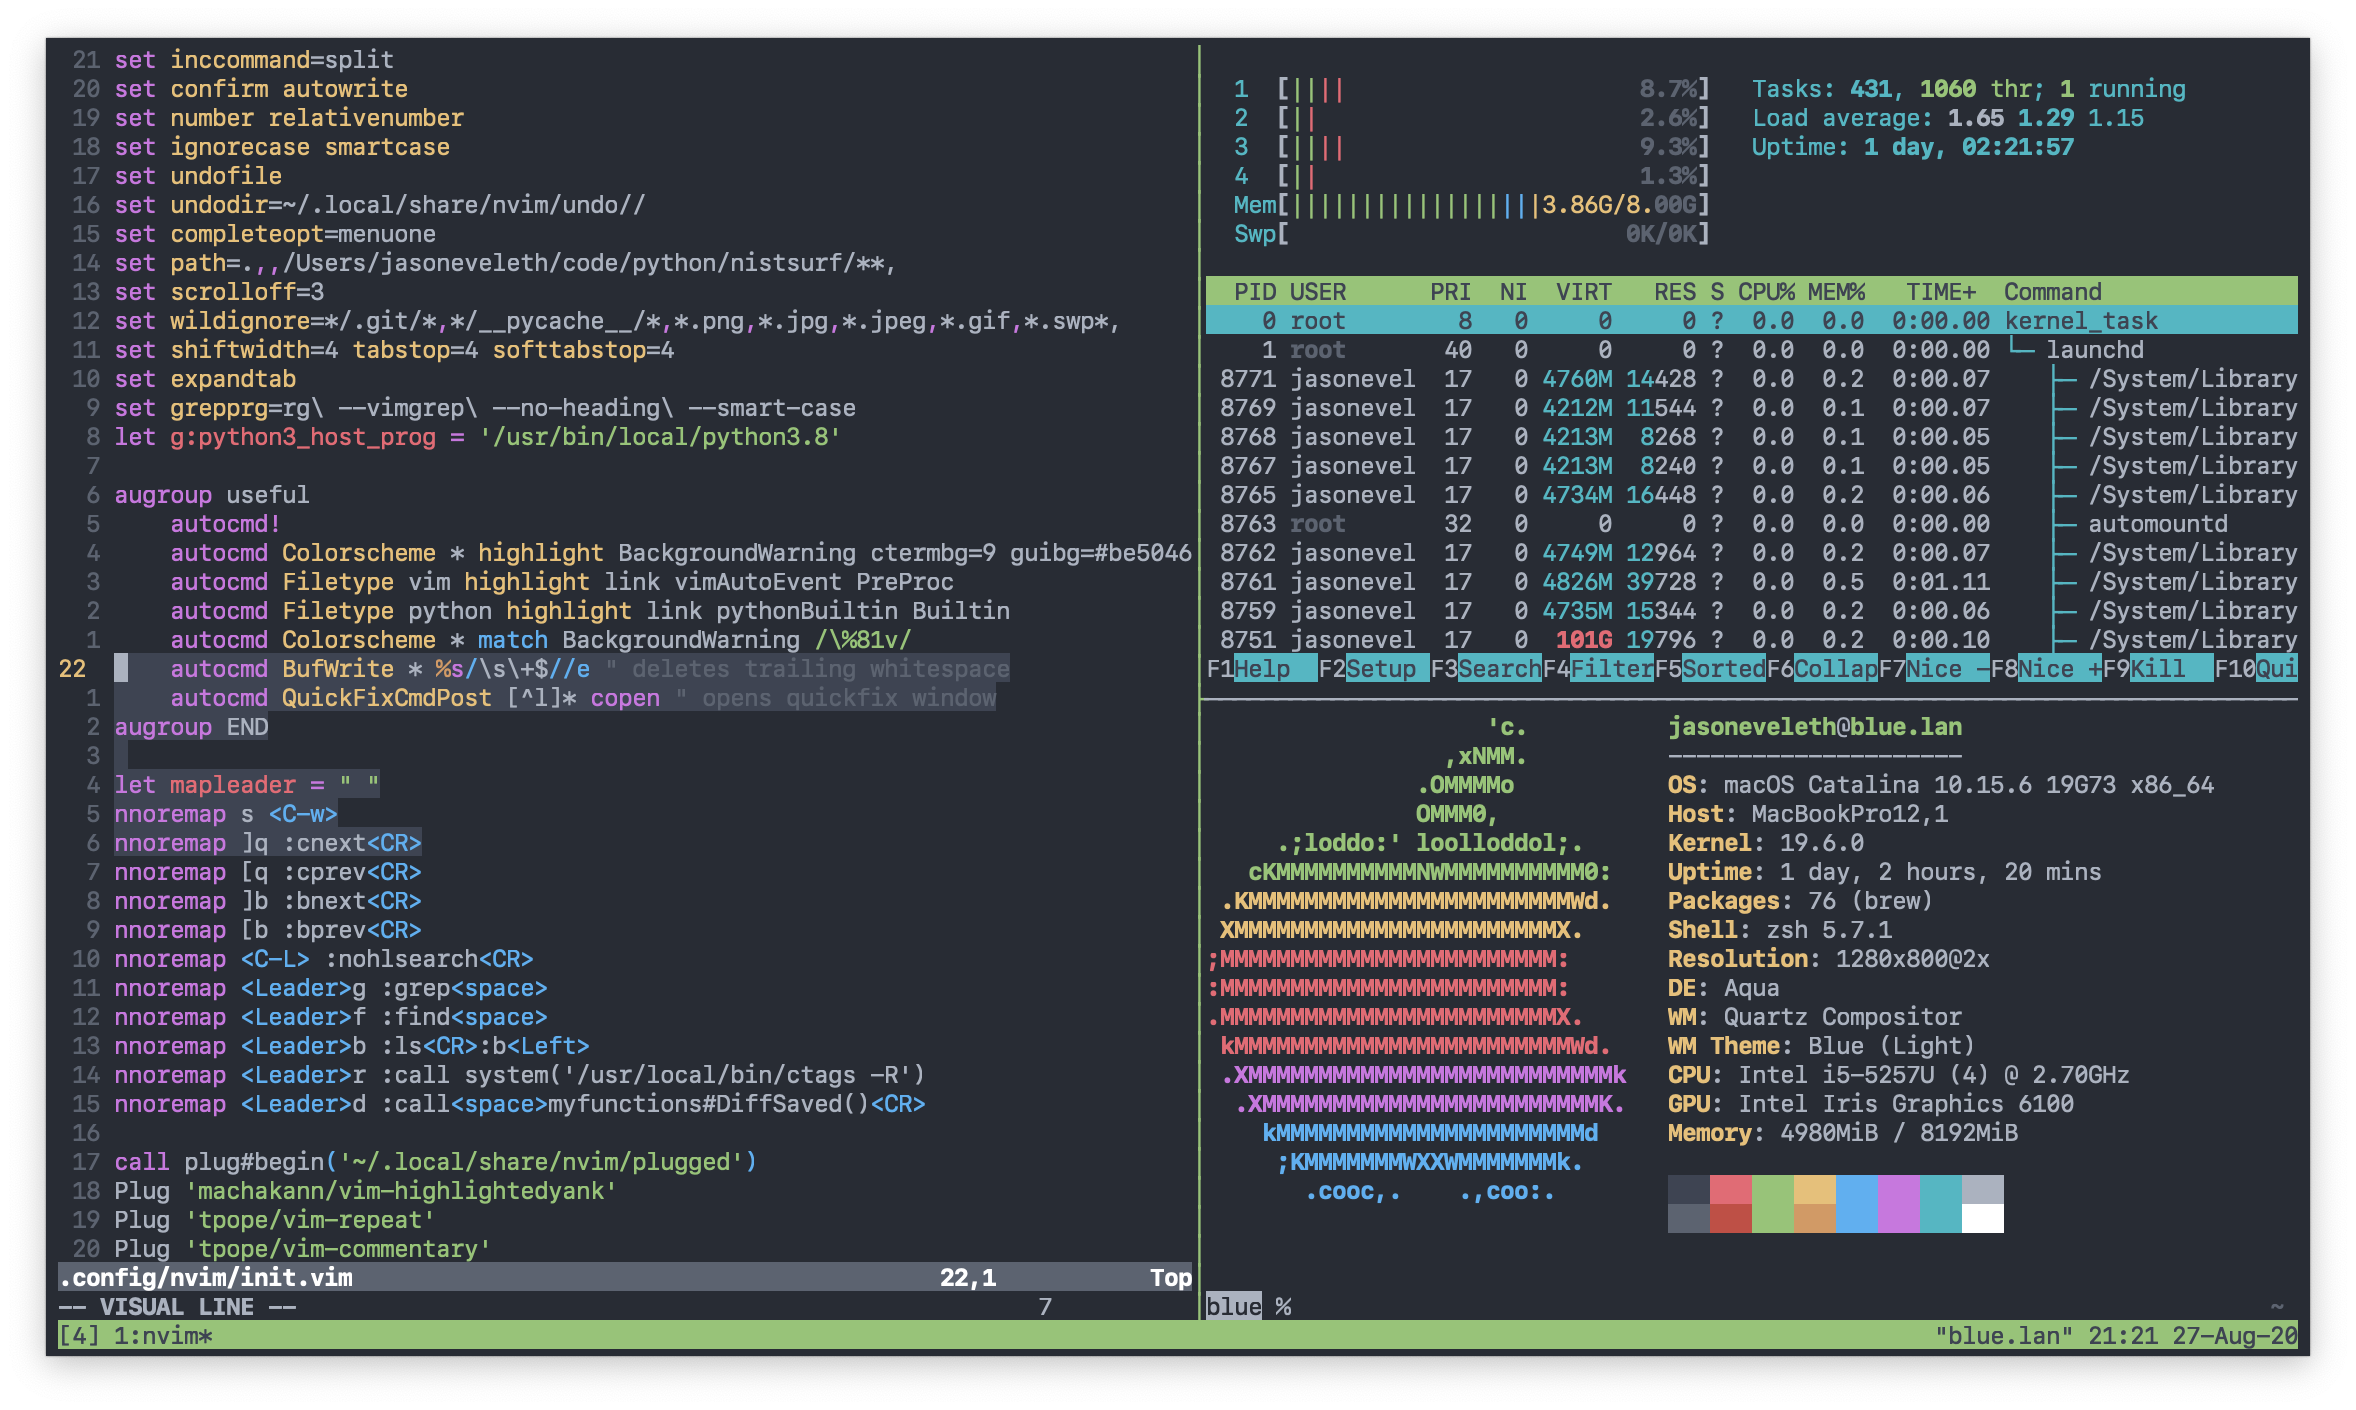 21 set inccommand=split
20 set confirm autowrite
19 set number relativenumber
18 set ignorecase smartcase
17 set undofile
16 set undodir=~/.local/share/nvim/undo//
15 set completeopt=menuone
14 set path=.,,/Users/jasoneveleth/code/python/nistsurf/**,
13 set scrolloff=3
12 set wildignore=*/.git/*,*/__pycache__/*,*.png,*.jpg,*.jpeg,*.gif,*.swp*,
11 set shiftwidth=4 tabstop=4 softtabstop=4
10 set expandtab
9 set grepprg=rg\ --vimgrep\ --no-heading\ --smart-case
8 let g:python3_host_prog = '/usr/bin/local/python3.8'
7
6 augroup useful
5     autocmd!
4     autocmd Colorscheme * highlight BackgroundWarning ctermbg=9 guibg=#be5046
3     autocmd Filetype vim highlight link vimAutoEvent PreProc
2     autocmd Filetype python highlight link pythonBuiltin Builtin
1     autocmd Colorscheme * match BackgroundWarning /\%81v/
22     autocmd BufWrite * %s/\s\+$//e " deletes trailing whitespace
1     autocmd QuickFixCmdPost [^l]* copen " opens quickfix window
2 augroup END
3
4 let mapleader = " "
5 nnoremap s <C-w>
6 nnoremap ]q :cnext<CR>
7 nnoremap [q :cprev<CR>
8 nnoremap ]b :bnext<CR>
9 nnoremap [b :bprev<CR>
10 nnoremap <C-L> :nohlsearch<CR>
11 nnoremap <Leader>g :grep<space>
12 nnoremap <Leader>f :find<space>
13 nnoremap <Leader>b :ls<CR>:b<Left>
14 nnoremap <Leader>r :call system('/usr/local/bin/ctags -R')
15 nnoremap <Leader>d :call<space>myfunctions#DiffSaved()<CR>
16
17 call plug#begin('~/.local/share/nvim/plugged')
18 Plug 'machakann/vim-highlightedyank'
19 Plug 'tpope/vim-repeat'
20 Plug 'tpope/vim-commentary'
.config/nvim/init.vim 22,1 Top
-- VISUAL LINE -- 7
1 [|||| 8.7%] Tasks: 431, 1060 thr; 1 running
2 [|| 2.6%] Load average: 1.65 1.29 1.15
3 [|||| 9.3%] Uptime: 1 day, 02:21:57
4 [|| 1.3%]
Mem[||||||||||||||||||3.86G/8.00G]
Swp[ 0K/0K]
PID USER PRI NI VIRT RES S CPU% MEM% TIME+ Command
0 root 8 0 0 0 ? 0.0 0.0 0:00.00 kernel_task
1 root 40 0 0 0 ? 0.0 0.0 0:00.00 └─ launchd
8771 jasonevel 17 0 4760M 14428 ? 0.0 0.2 0:00.07 ├─ /System/Library
8769 jasonevel 17 0 4212M 11544 ? 0.0 0.1 0:00.07 ├─ /System/Library
8768 jasonevel 17 0 4213M 8268 ? 0.0 0.1 0:00.05 ├─ /System/Library
8767 jasonevel 17 0 4213M 8240 ? 0.0 0.1 0:00.05 ├─ /System/Library
8765 jasonevel 17 0 4734M 16448 ? 0.0 0.2 0:00.06 ├─ /System/Library
8763 root 32 0 0 0 ? 0.0 0.0 0:00.00 ├─ automountd
8762 jasonevel 17 0 4749M 12964 ? 0.0 0.2 0:00.07 ├─ /System/Library
8761 jasonevel 17 0 4826M 39728 ? 0.0 0.5 0:01.11 ├─ /System/Library
8759 jasonevel 17 0 4735M 15344 ? 0.0 0.2 0:00.06 ├─ /System/Library
8751 jasonevel 17 0 101G 19796 ? 0.0 0.2 0:00.10 ├─ /System/Library
F1Help F2Setup F3SearchF4FilterF5SortedF6CollapF7Nice -F8Nice +F9Kill F10Qui
'c.
,xNMM.
.OMMMMo
OMMM0,
.;loddo:' loolloddol;.
cKMMMMMMMMMMNWMMMMMMMMMM0:
.KMMMMMMMMMMMMMMMMMMMMMMMWd.
XMMMMMMMMMMMMMMMMMMMMMMMX.
;MMMMMMMMMMMMMMMMMMMMMMMM:
:MMMMMMMMMMMMMMMMMMMMMMMM:
.MMMMMMMMMMMMMMMMMMMMMMMMX.
kMMMMMMMMMMMMMMMMMMMMMMMMWd.
.XMMMMMMMMMMMMMMMMMMMMMMMMMMk
.XMMMMMMMMMMMMMMMMMMMMMMMMK.
kMMMMMMMMMMMMMMMMMMMMMMd
;KMMMMMMMWXXWMMMMMMMk.
.cooc,.    .,coo:.
jasoneveleth@blue.lan
---------------------
OS: macOS Catalina 10.15.6 19G73 x86_64
Host: MacBookPro12,1
Kernel: 19.6.0
Uptime: 1 day, 2 hours, 20 mins
Packages: 76 (brew)
Shell: zsh 5.7.1
Resolution: 1280x800@2x
DE: Aqua
WM: Quartz Compositor
WM Theme: Blue (Light)
CPU: Intel i5-5257U (4) @ 2.70GHz
GPU: Intel Iris Graphics 6100
Memory: 4980MiB / 8192MiB
blue % ~
[4] 1:nvim* "blue.lan" 21:21 27-Aug-20